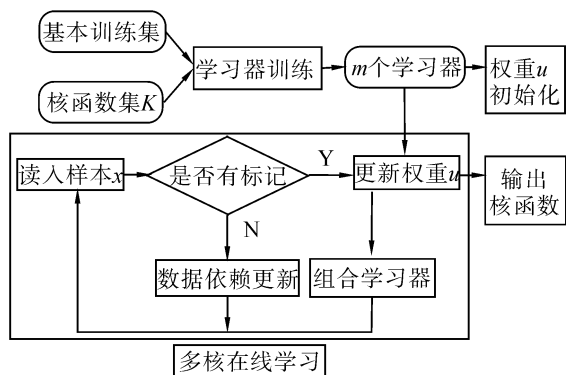 基本训练集
核函数集K
学习器训练
m个学习器
权重u
初始化
读入样本x
是否有标记
Y
更新权重u
输出
核函数
N
数据依赖更新
组合学习器
多核在线学习